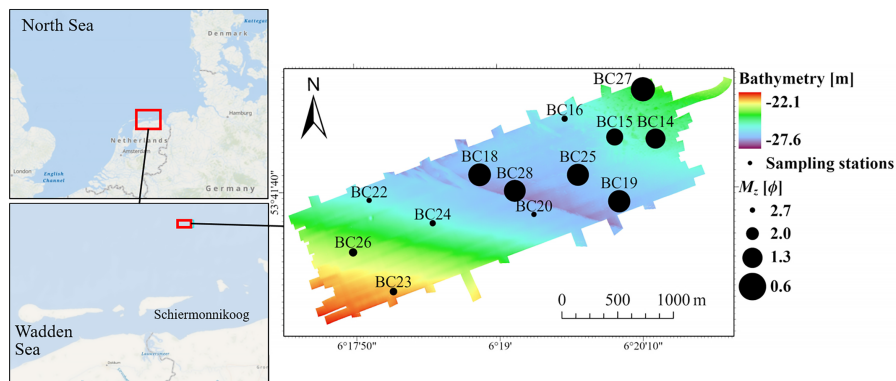 North Sea
Kattegat
Denmark
Hamburg
Netherlands
Amsterdam
London
English
Channel
Germany
Schiermonnikoog
Wadden
Sea
N
BC27
BC16
BC15 BC14
BC18
BC25
BC28
BC22
BC19
BC20
BC24
BC26
BC23
53°41'40"
0 500 1000 m
6°17'50" 6°19' 6°20'10"
Bathymetry [m]
-22.1
-27.6
Sampling stations
Mz [ϕ]
2.7
2.0
1.3
0.6